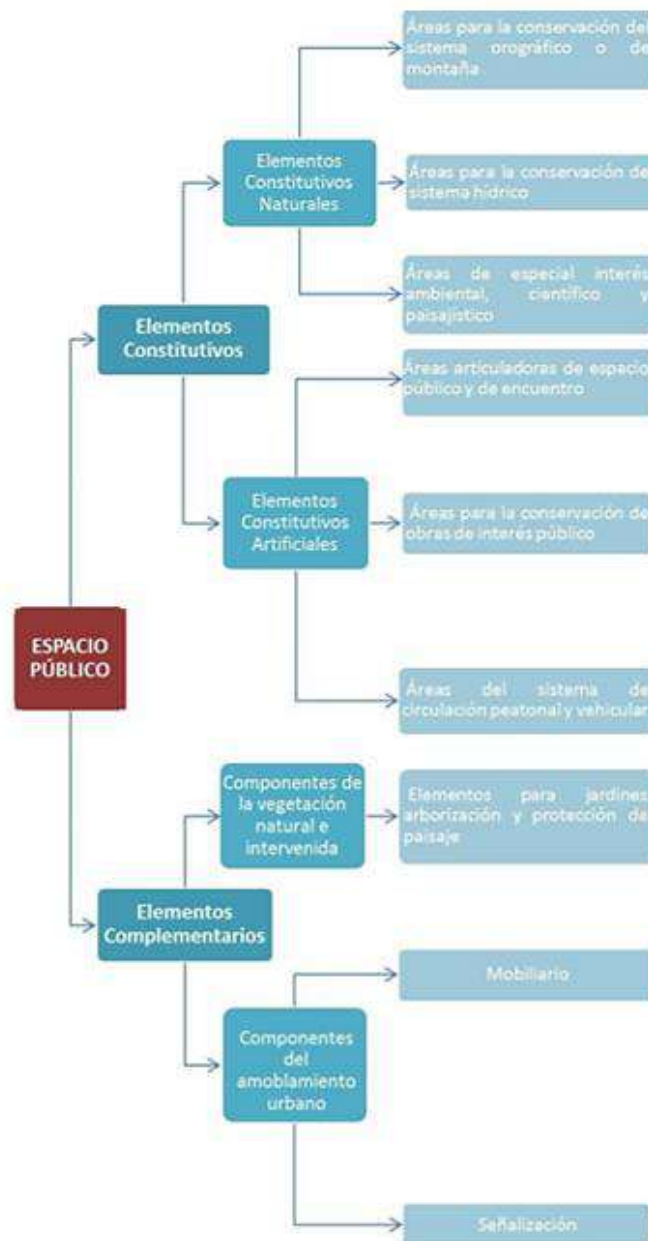 Áreas para la conservación del
sistema orográfico o de
montaña
Elementos
Constitutivos
Naturales
Áreas para la conservación de
sistema hídrico
Áreas de especial interés
ambiental, científico y
paisajístico
Elementos
Constitutivos
Áreas articuladoras de espacio
público y de encuentro
Elementos
Constitutivos
Artificiales
Áreas para la conservación de
obras de interés público
ESPACIO
PÚBLICO
Áreas del sistema de
circulación peatonal y vehicular
Componentes de
la vegetación
natural e
intervenida
Elementos para jardines
arborización y protección de
paisaje
Elementos
Complementarios
Mobiliario
Componentes
del
amoblamiento
urbano
Señalización